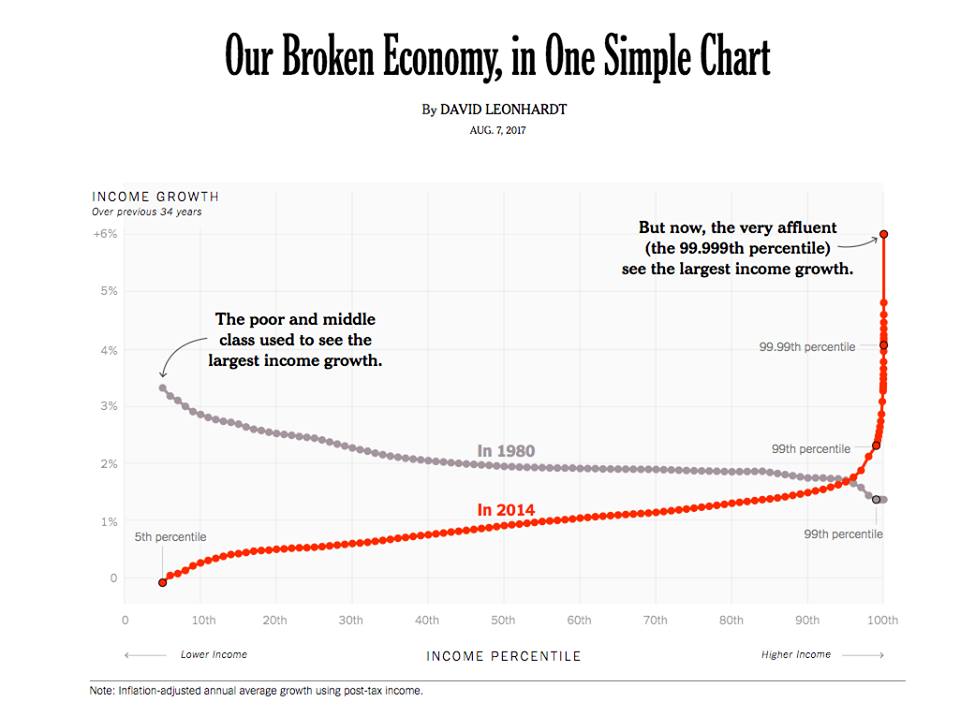 Our Broken Economy, in One Simple Chart
By DAVID LEONHARDT
AUG. 7, 2017
INCOME GROWTH
Over previous 34 years
+6%
5%
4%
3%
2%
1%
0
But now, the very affluent
(the 99.999th percentile)
see the largest income growth.
The poor and middle
class used to see the
largest income growth.
99.99th percentile
99th percentile
In 1980
In 2014
5th percentile
99th percentile
0 10th 20th 30th 40th 50th 60th 70th 80th 90th 100th
Lower Income
INCOME PERCENTILE
Higher Income
Note: Inflation-adjusted annual average growth using post-tax income.